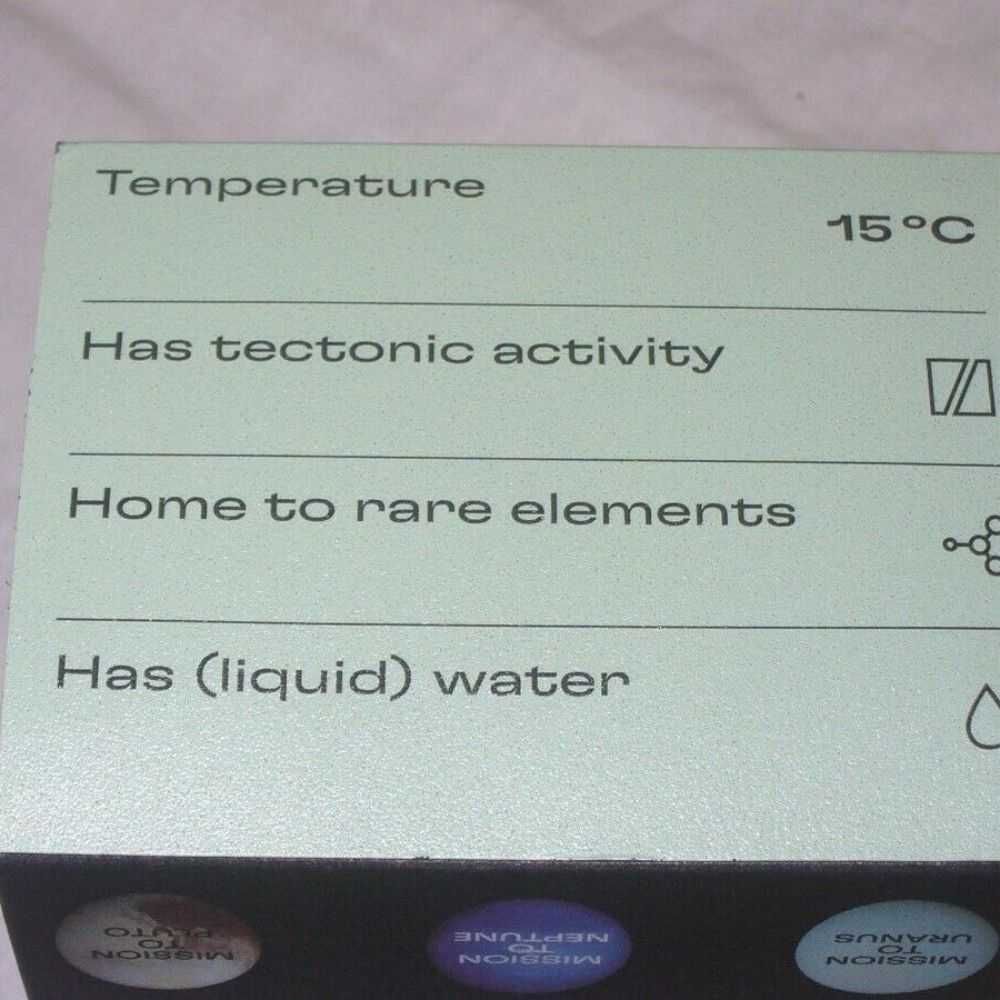 Temperature
15 °C
Has tectonic activity
Home to rare elements
Has (liquid) water
MISSION
TO
PLUTO
MISSION
TO
NEPTUNE
MISSION
TO
URANUS